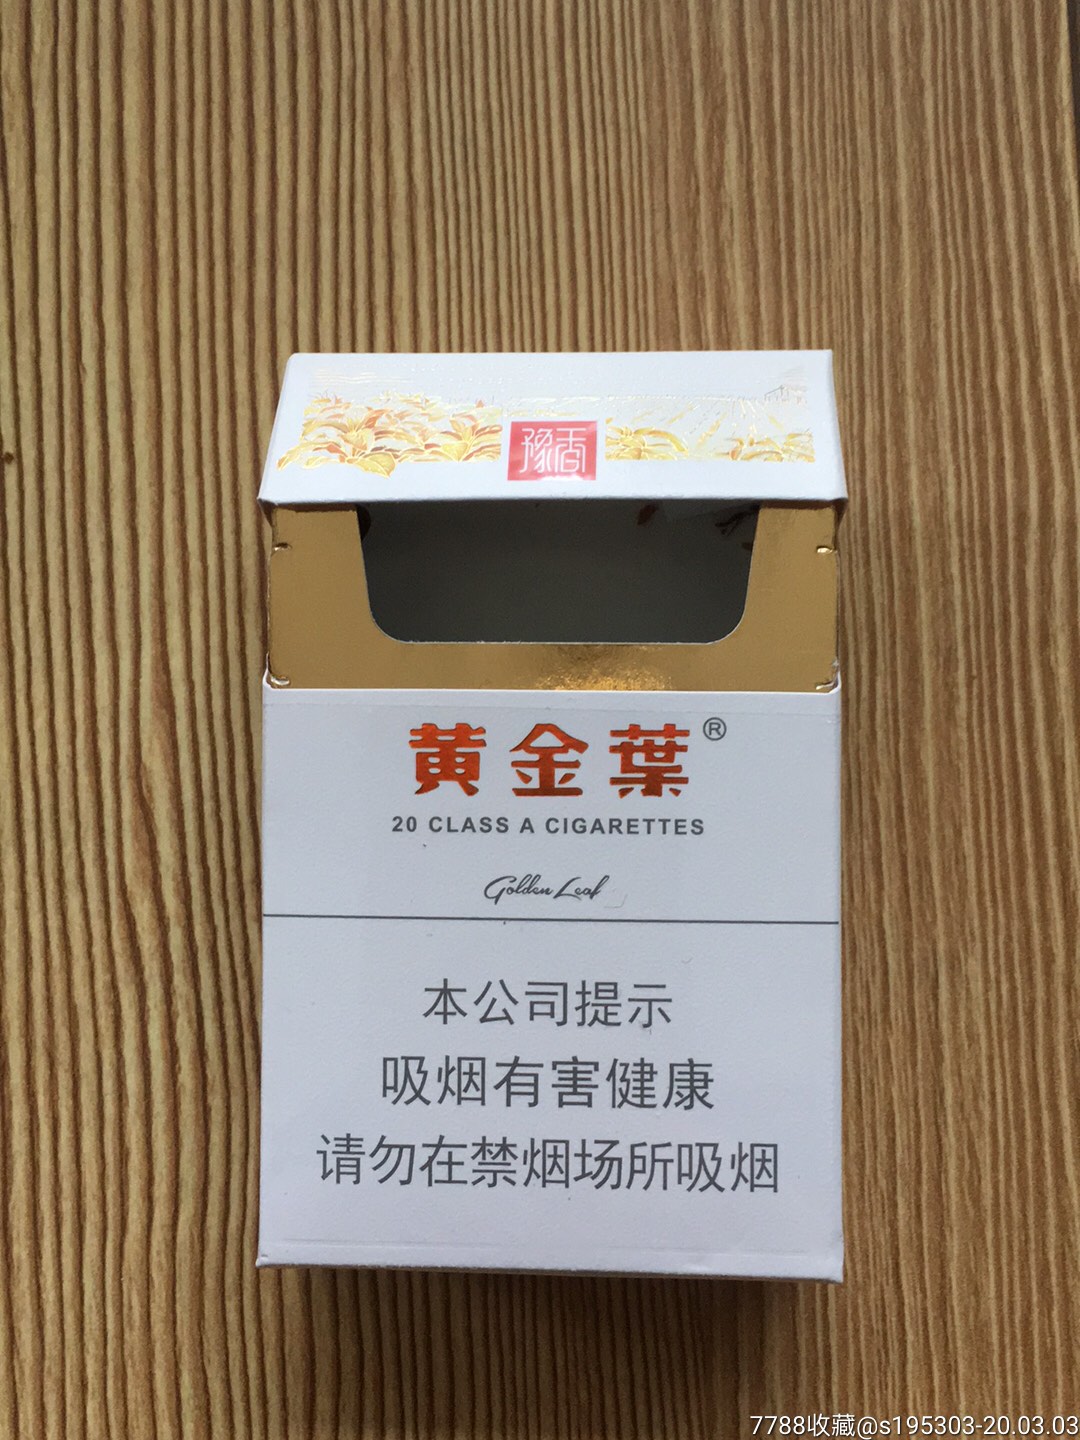 豫香
黄金葉®
20 CLASS A CIGARETTES
Golden Leaf
本公司提示
吸烟有害健康
请勿在禁烟场所吸烟
7788收藏@s195303-20.03.03